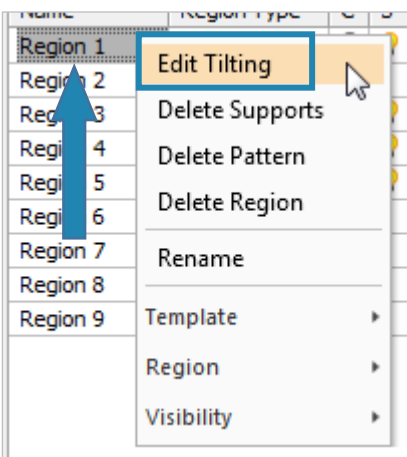 Name Region Type C S
Region 1
Region 2
Region 3
Region 4
Region 5
Region 6
Region 7
Region 8
Region 9
Edit Tilting
Delete Supports
Delete Pattern
Delete Region
Rename
Template
Region
Visibility